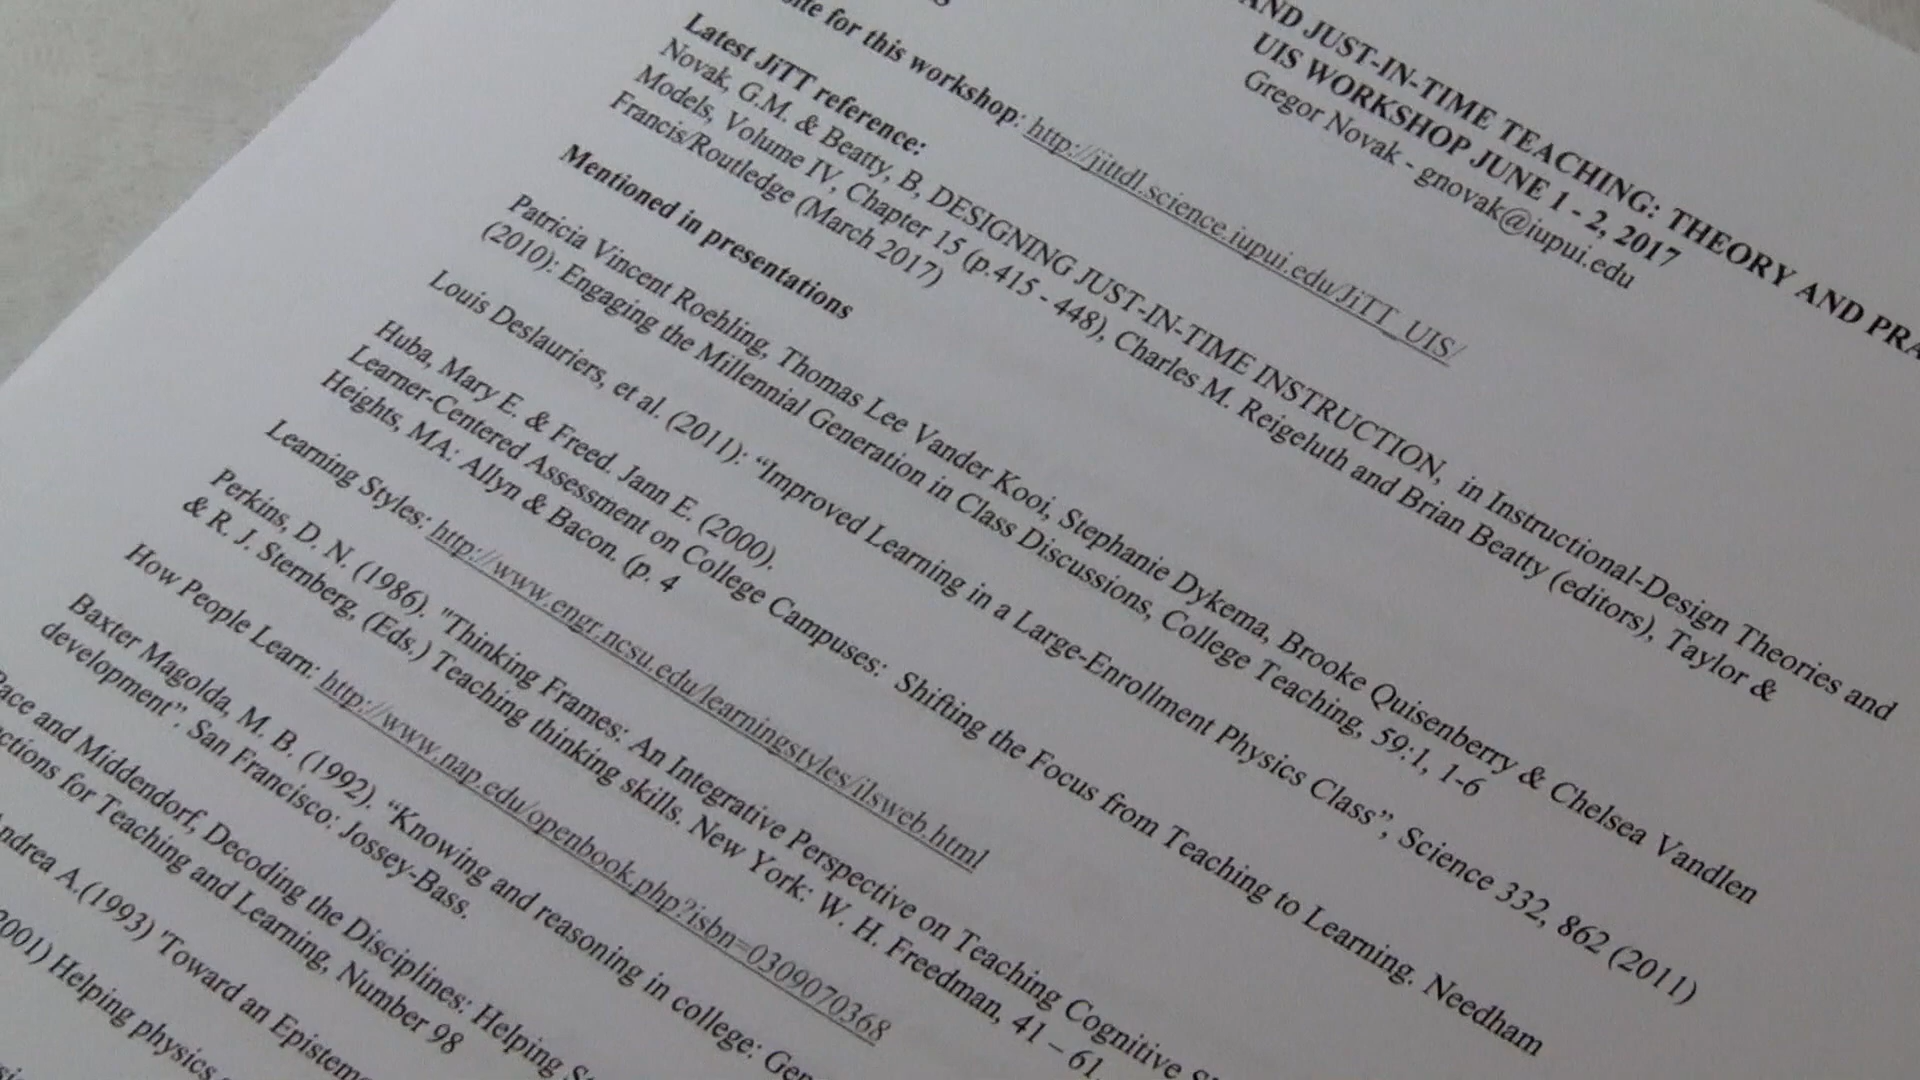 AND JUST-IN-TIME TEACHING: THEORY AND PRA
UIS WORKSHOP JUNE 1 - 2, 2017
Gregor Novak - gnovak@iupui.edu
for this workshop: http://jittdl.science.iupui.edu/JiTT_UIS/
Latest JiTT reference:
Novak, G.M. & Beatty, B, DESIGNING JUST-IN-TIME INSTRUCTION, in Instructional-Design Theories and
Models, Volume IV, Chapter 15 (p.415 - 448), Charles M. Reigeluth and Brian Beatty (editors), Taylor &
Francis/Routledge (March 2017)
Mentioned in presentations
Patricia Vincent Roehling, Thomas Lee Vander Kooi, Stephanie Dykema, Brooke Quisenberry & Chelsea Vandlen
(2010): Engaging the Millennial Generation in Class Discussions, College Teaching, 59:1, 1-6
Louis Deslauriers, et al. (2011): “Improved Learning in a Large-Enrollment Physics Class”, Science 332, 862 (2011)
Huba, Mary E. & Freed. Jann E. (2000).
Learner-Centered Assessment on College Campuses: Shifting the Focus from Teaching to Learning. Needham
Heights, MA: Allyn & Bacon. (p. 4
Learning Styles: http://www.engr.ncsu.edu/learningstyles/ilsweb.html
Perkins, D. N. (1986). "Thinking Frames: An Integrative Perspective on Teaching Cognitive S
& R. J. Sternberg, (Eds.) Teaching thinking skills. New York: W. H. Freedman, 41 – 61.
How People Learn: http://www.nap.edu/openbook.php?isbn=0309070368
Baxter Magolda, M. B. (1992). “Knowing and reasoning in college: Gen
development”. San Francisco: Jossey-Bass.
Pace and Middendorf, Decoding the Disciplines: Helping S
ctions for Teaching and Learning, Number 98
Andrea A.(1993) 'Toward an Epistem
2001) Helping physics